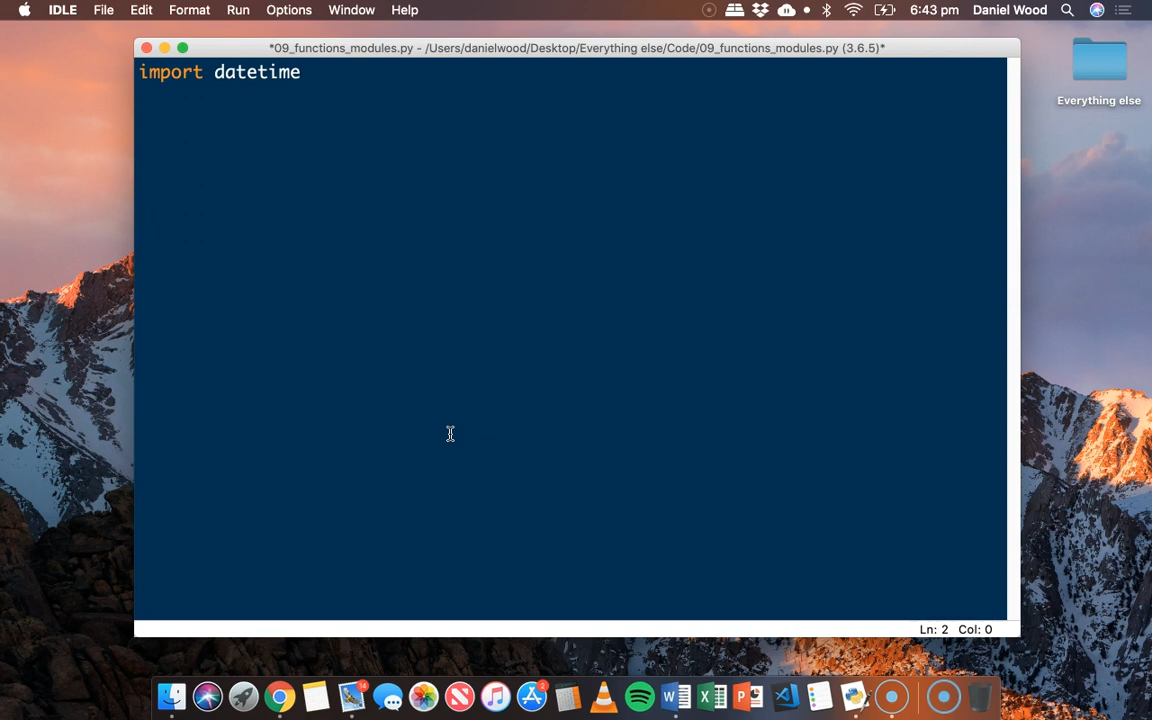 IDLE File Edit Format Run Options Window Help 6:43 pm Daniel Wood
*09_functions_modules.py - /Users/danielwood/Desktop/Everything else/Code/09_functions_modules.py (3.6.5)*
import datetime
Everything else
Ln: 2 Col: 0